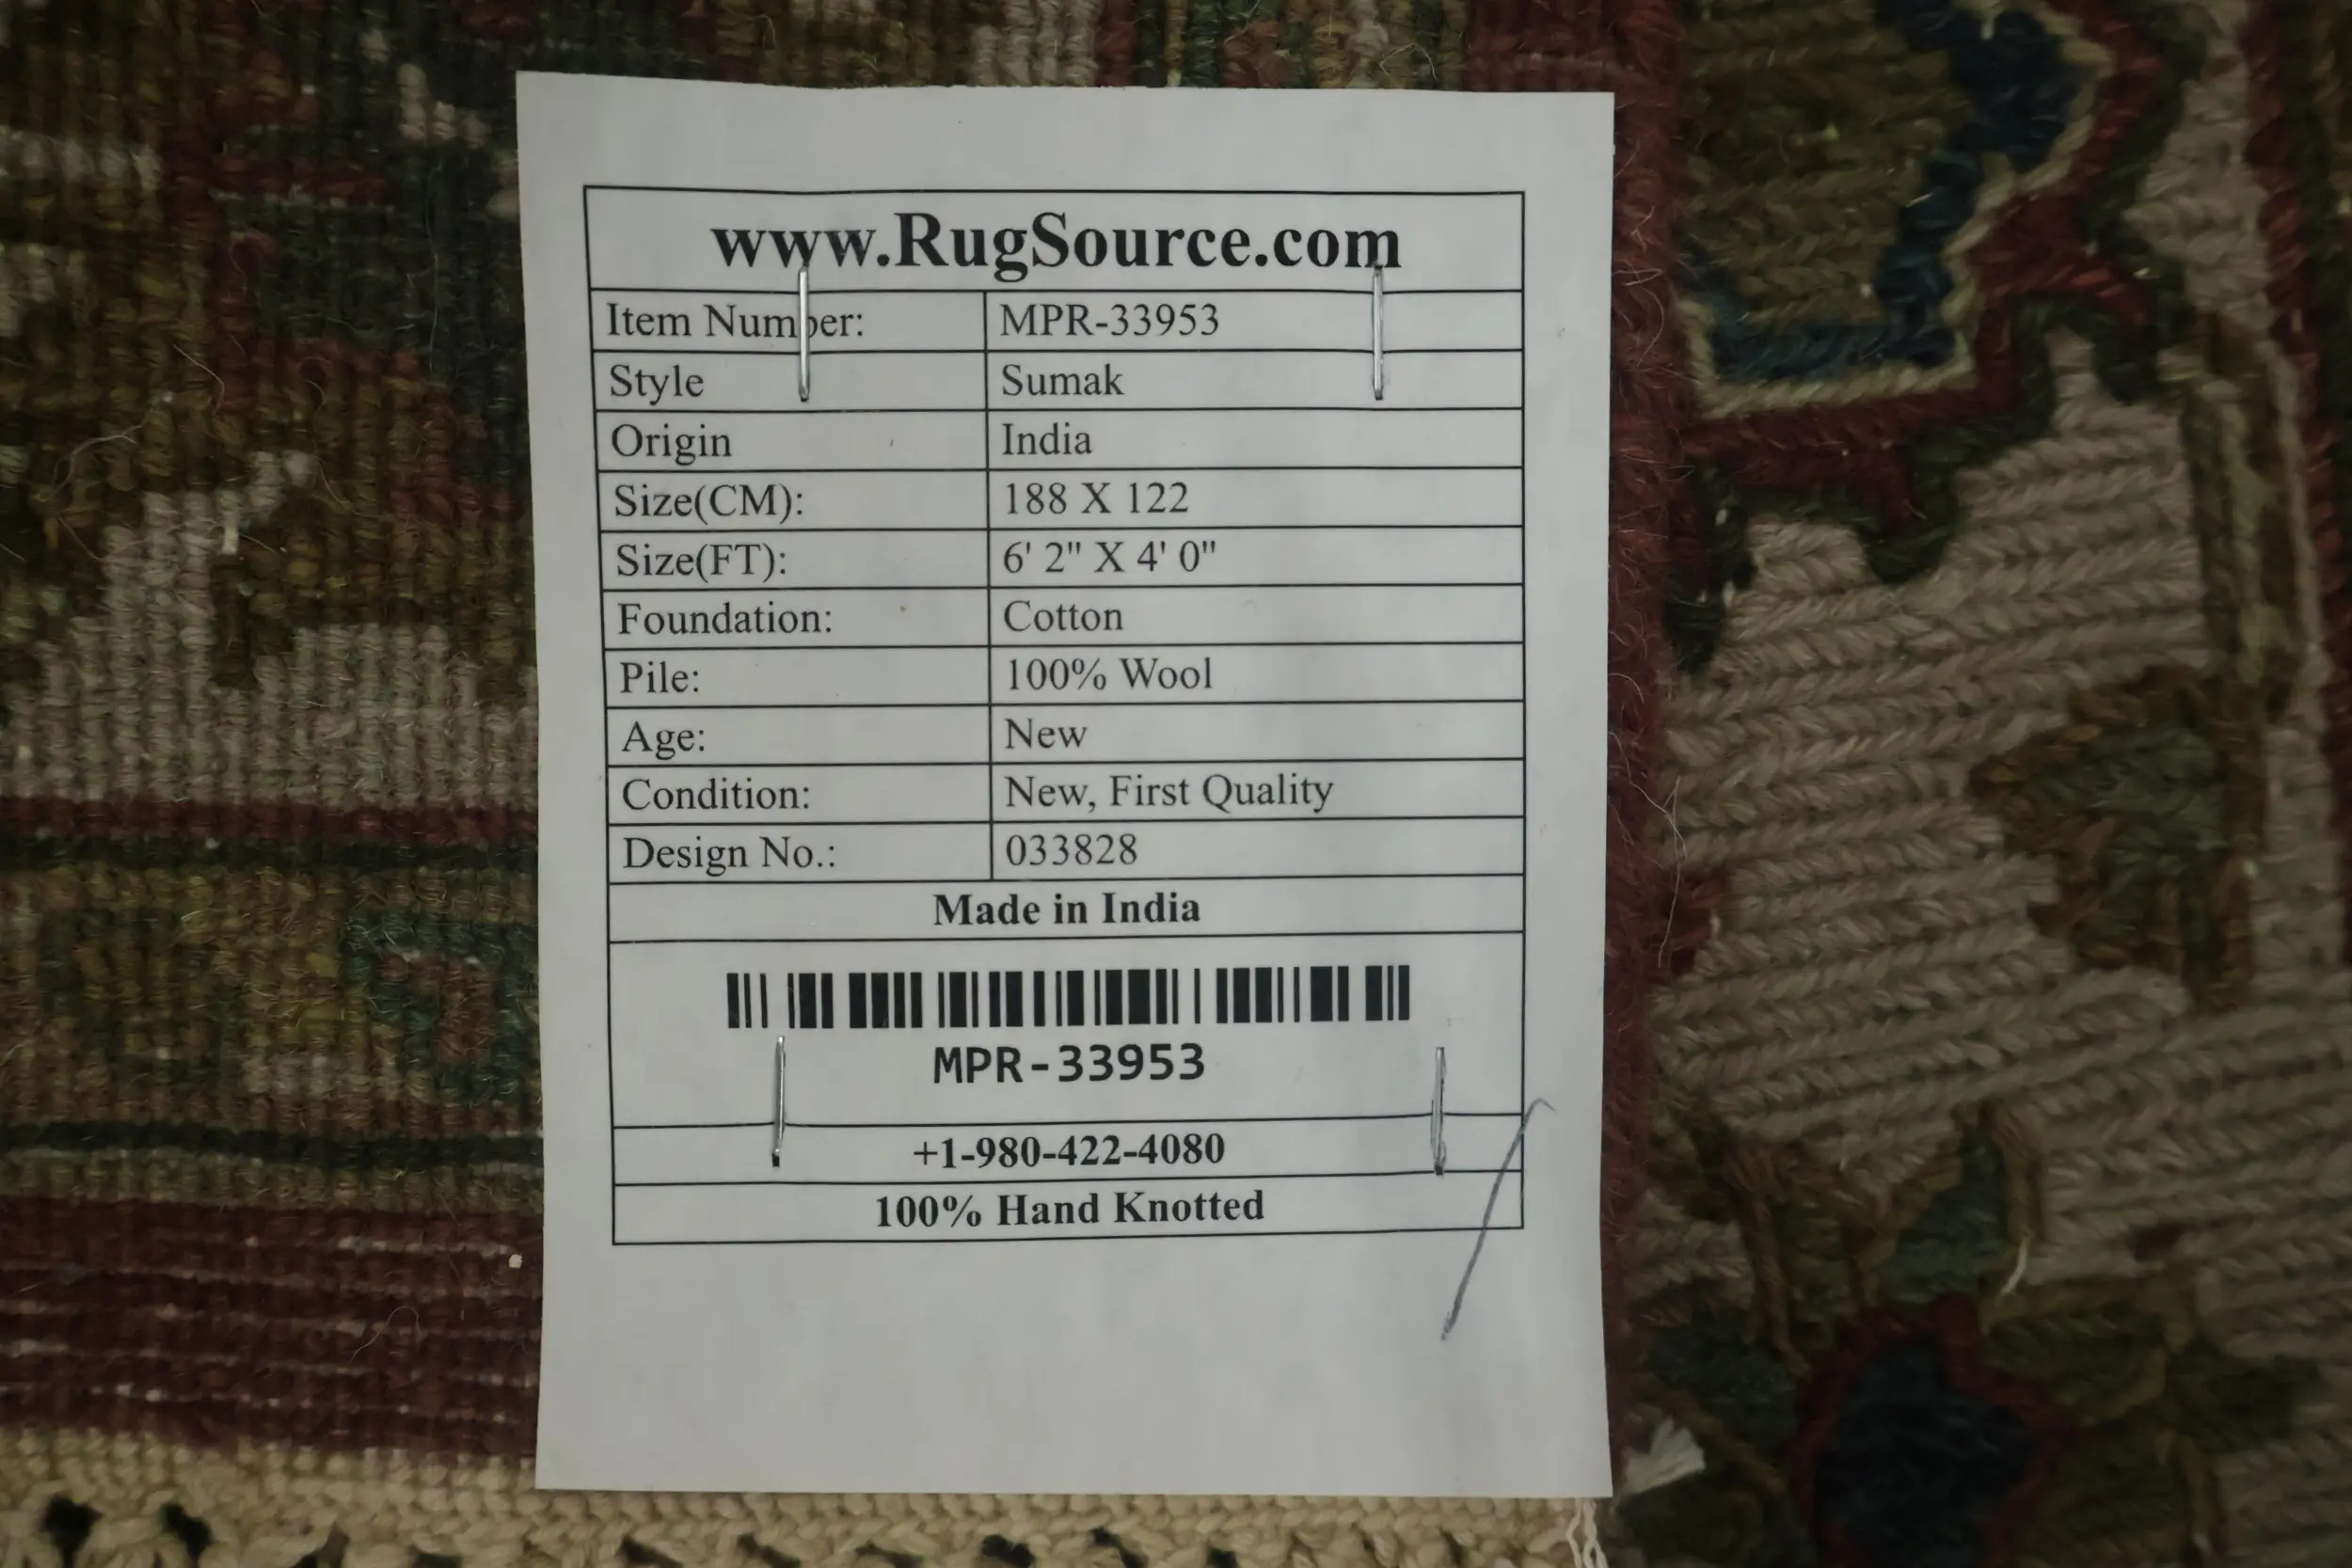 www.RugSource.com
Item Number: MPR-33953
Style Sumak
Origin India
Size(CM): 188 X 122
Size(FT): 6' 2" X 4' 0"
Foundation: Cotton
Pile: 100% Wool
Age: New
Condition: New, First Quality
Design No.: 033828
Made in India
MPR-33953
+1-980-422-4080
100% Hand Knotted